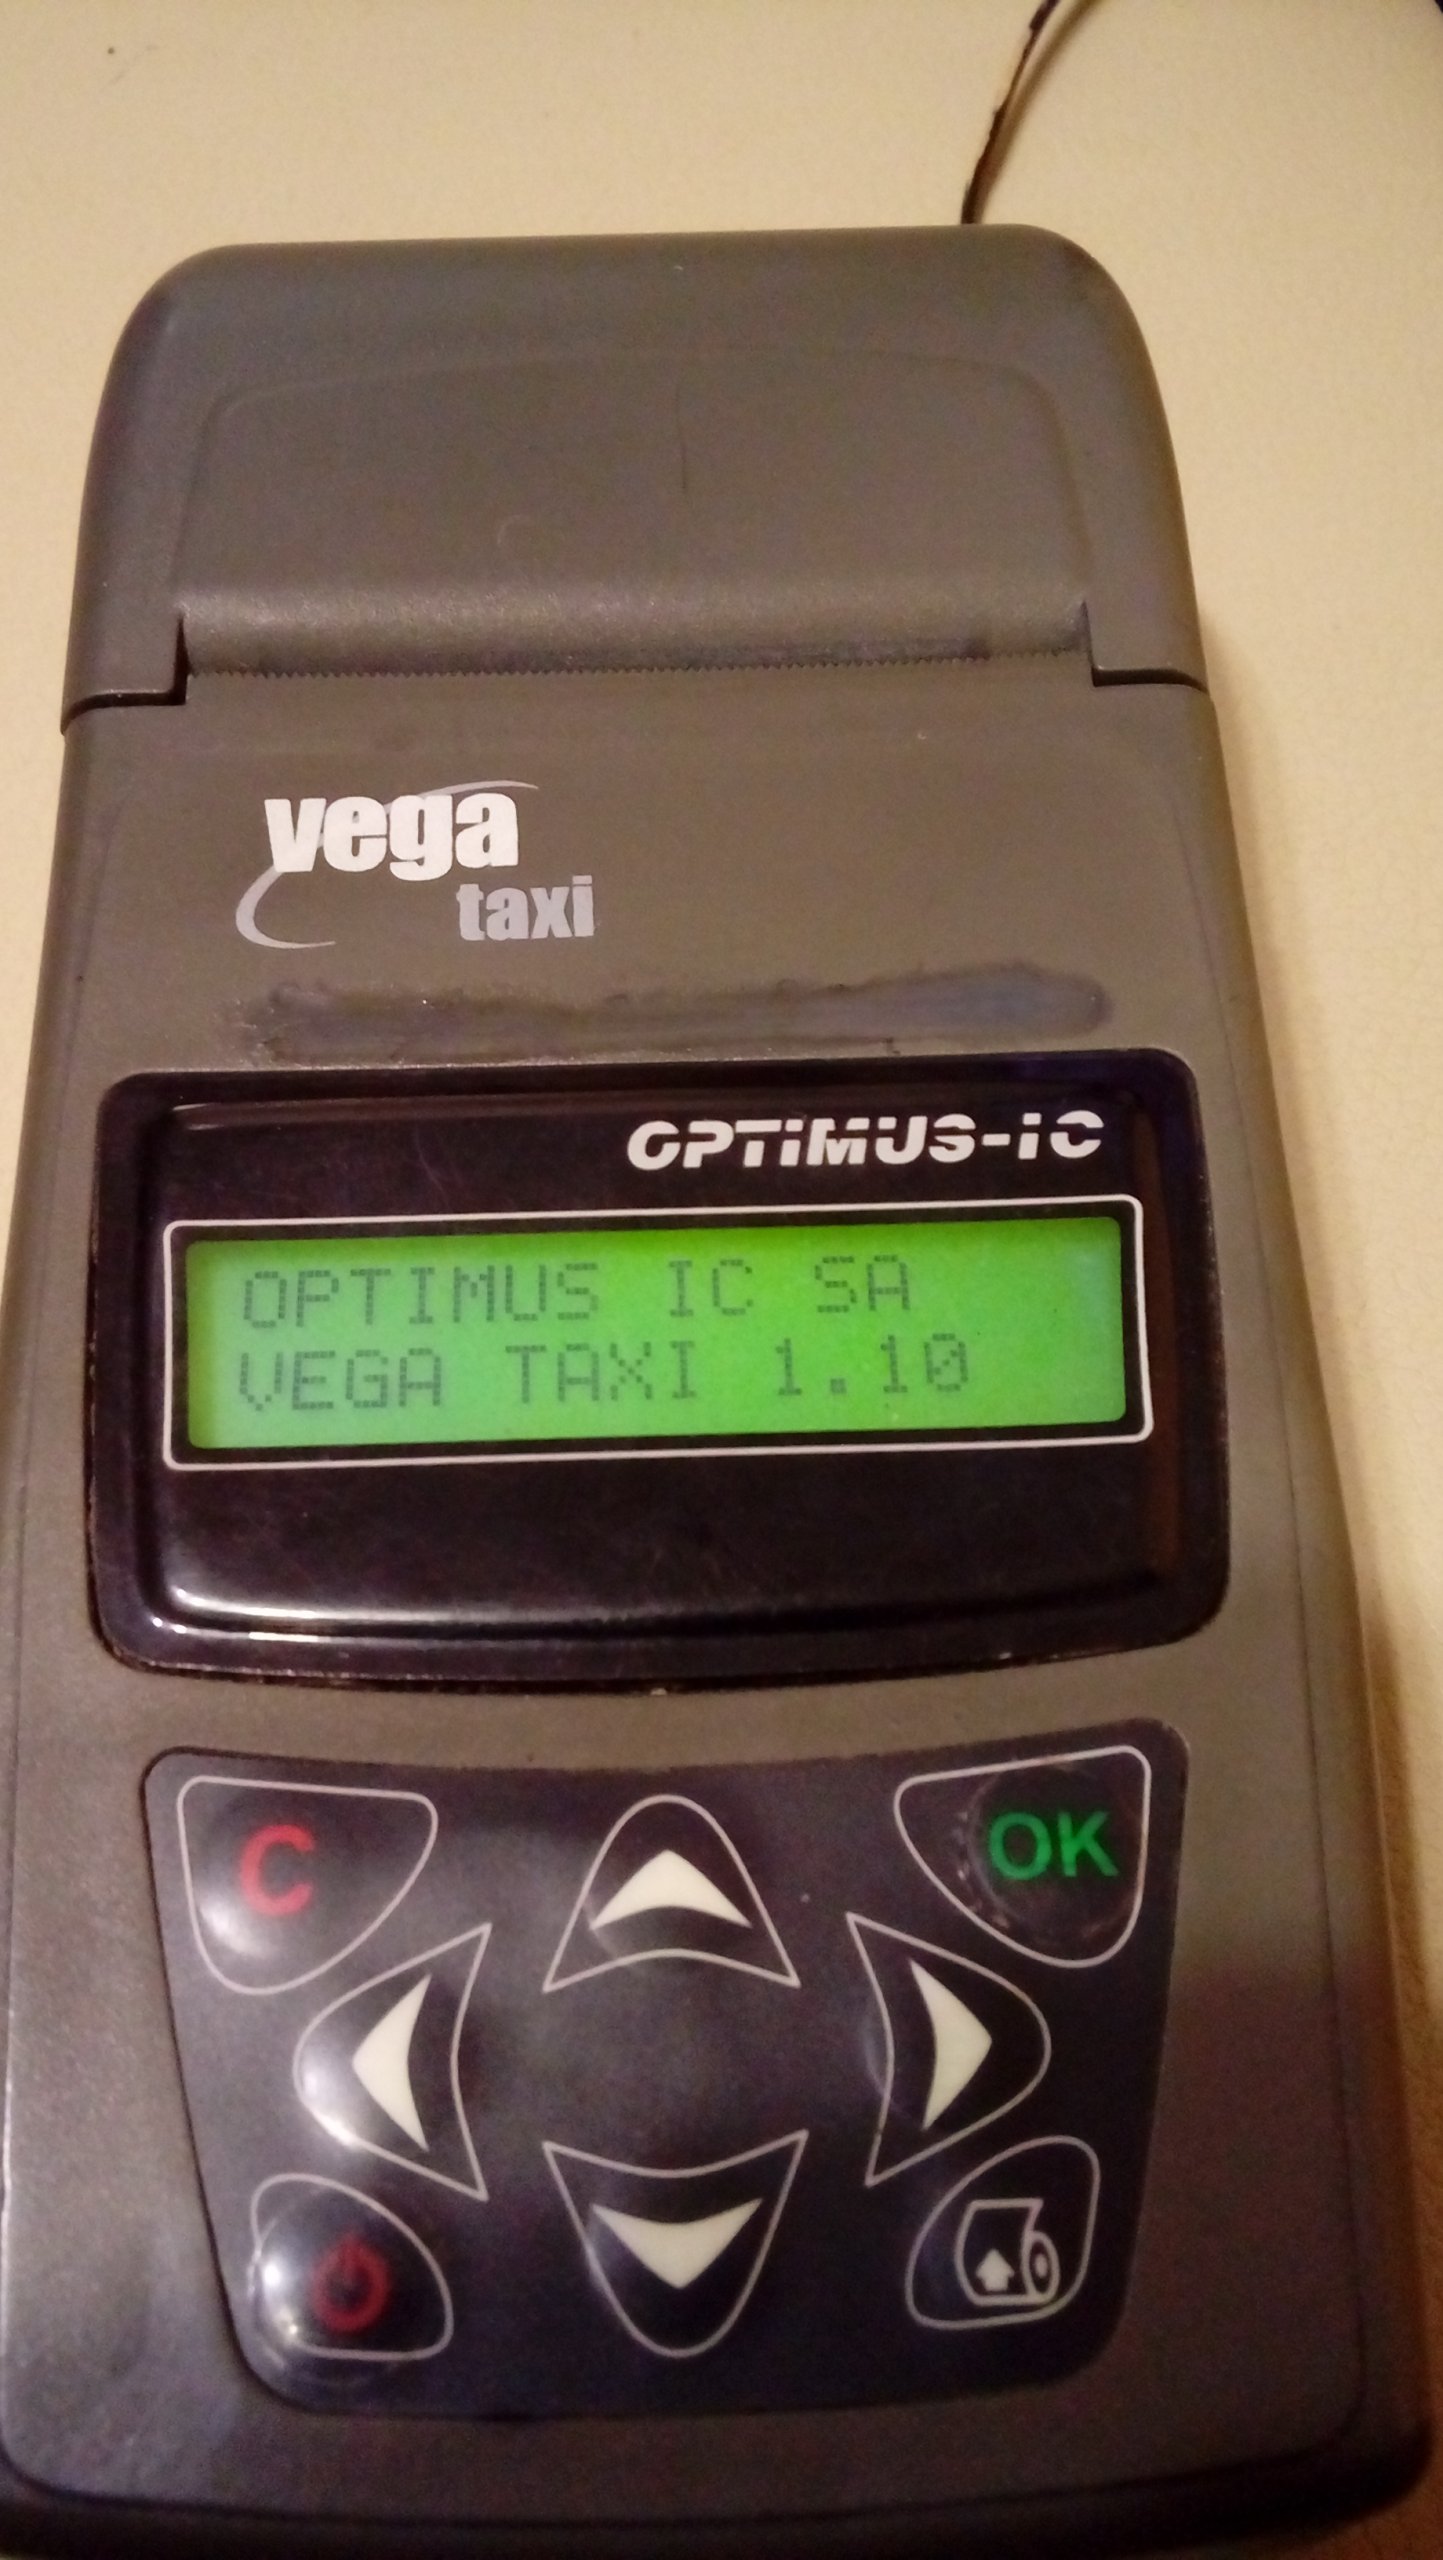 vega
taxi
OPTIMUS-iC
OPTIMUS IC SA
VEGA TAXI 1.10
C
OK